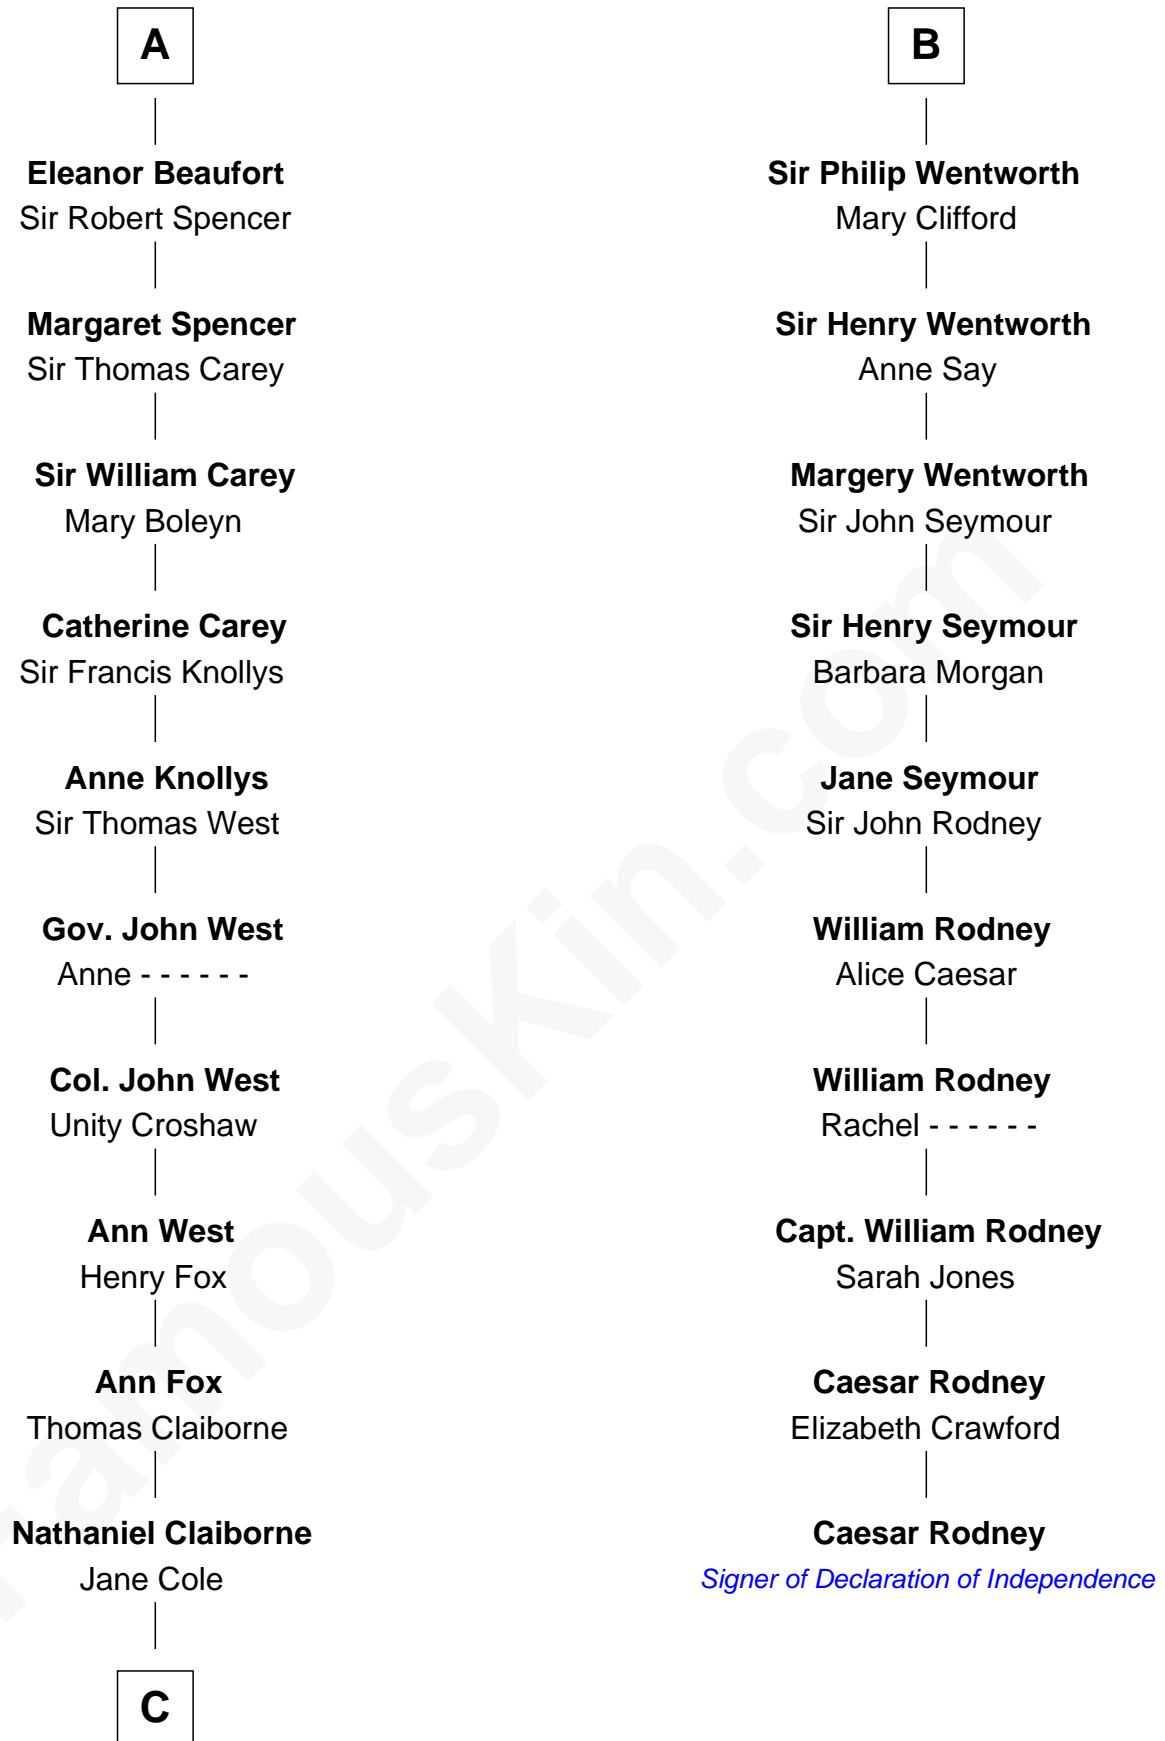 A
Eleanor Beaufort
Sir Robert Spencer
Margaret Spencer
Sir Thomas Carey
Sir William Carey
Mary Boleyn
Catherine Carey
Sir Francis Knollys
Anne Knollys
Sir Thomas West
Gov. John West
Anne - - - - - -
Col. John West
Unity Croshaw
Ann West
Henry Fox
Ann Fox
Thomas Claiborne
Nathaniel Claiborne
Jane Cole
C
B
Sir Philip Wentworth
Mary Clifford
Sir Henry Wentworth
Anne Say
Margery Wentworth
Sir John Seymour
Sir Henry Seymour
Barbara Morgan
Jane Seymour
Sir John Rodney
William Rodney
Alice Caesar
William Rodney
Rachel - - - - - -
Capt. William Rodney
Sarah Jones
Caesar Rodney
Elizabeth Crawford
Caesar Rodney
Signer of Declaration of Independence
FamousKin.com